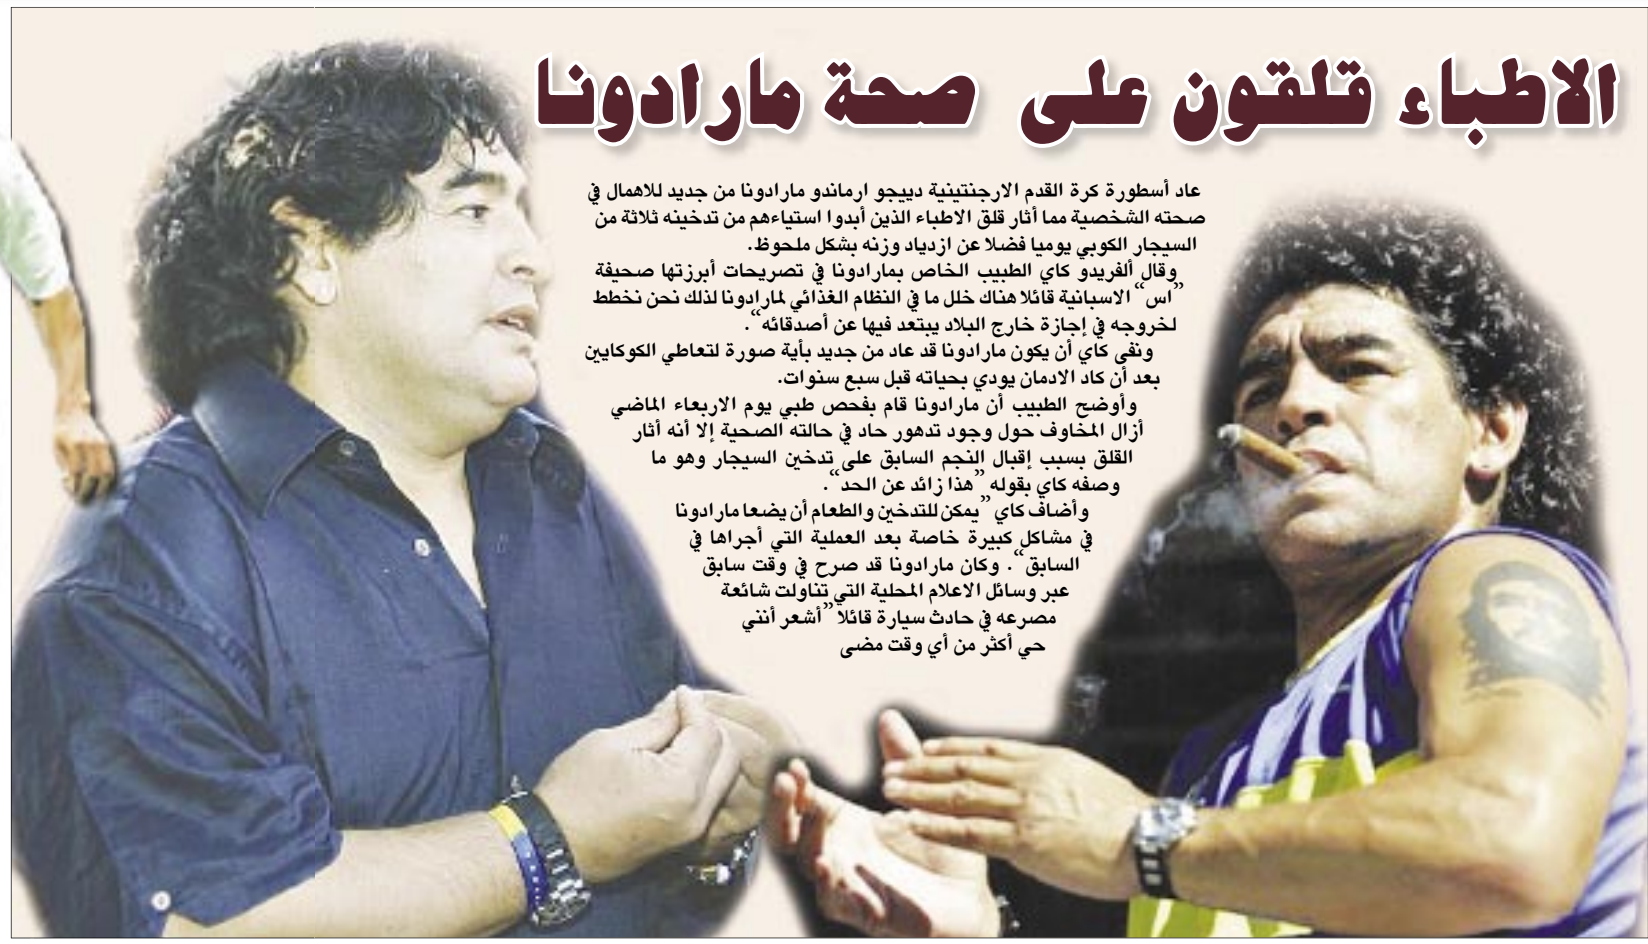 الاطباء قلقون على صحة مارادونا
عاد أسطورة كرة القدم الارجنتينية دييجو ارماندو مارادونا من جديد للاهمال في
صحته الشخصية مما أثار قلق الاطباء الذين أبدوا استياءهم من تدخينه ثلاثة من
السيجار الكوبي يوميا فضلا عن ازدياد وزنه بشكل ملحوظ.
وقال ألفريدو كاي الطبيب الخاص بمارادونا في تصريحات أبرزتها صحيفة
”اس“ الاسبانية قائلا هناك خلل ما في النظام الغذائي لمارادونا لذلك نحن نخطط
لخروجه في إجازة خارج البلاد يبتعد فيها عن أصدقائه“.
ونفى كاي أن يكون مارادونا قد عاد من جديد بأية صورة لتعاطي الكوكايين
بعد أن كاد الادمان يودي بحياته قبل سبع سنوات.
وأوضح الطبيب أن مارادونا قام بفحص طبي يوم الاربعاء الماضي
أزال المخاوف حول وجود تدهور حاد في حالته الصحية إلا أنه أثار
القلق بسبب إقبال النجم السابق على تدخين السيجار وهو ما
وصفه كاي بقوله ”هذا زائد عن الحد“.
وأضاف كاي ”يمكن للتدخين والطعام أن يضعا مارادونا
في مشاكل كبيرة خاصة بعد العملية التي أجراها في
السابق“. وكان مارادونا قد صرح في وقت سابق
عبر وسائل الاعلام المحلية التي تناولت شائعة
مصرعه في حادث سيارة قائلا ”أشعر أنني
حي أكثر من أي وقت مضى